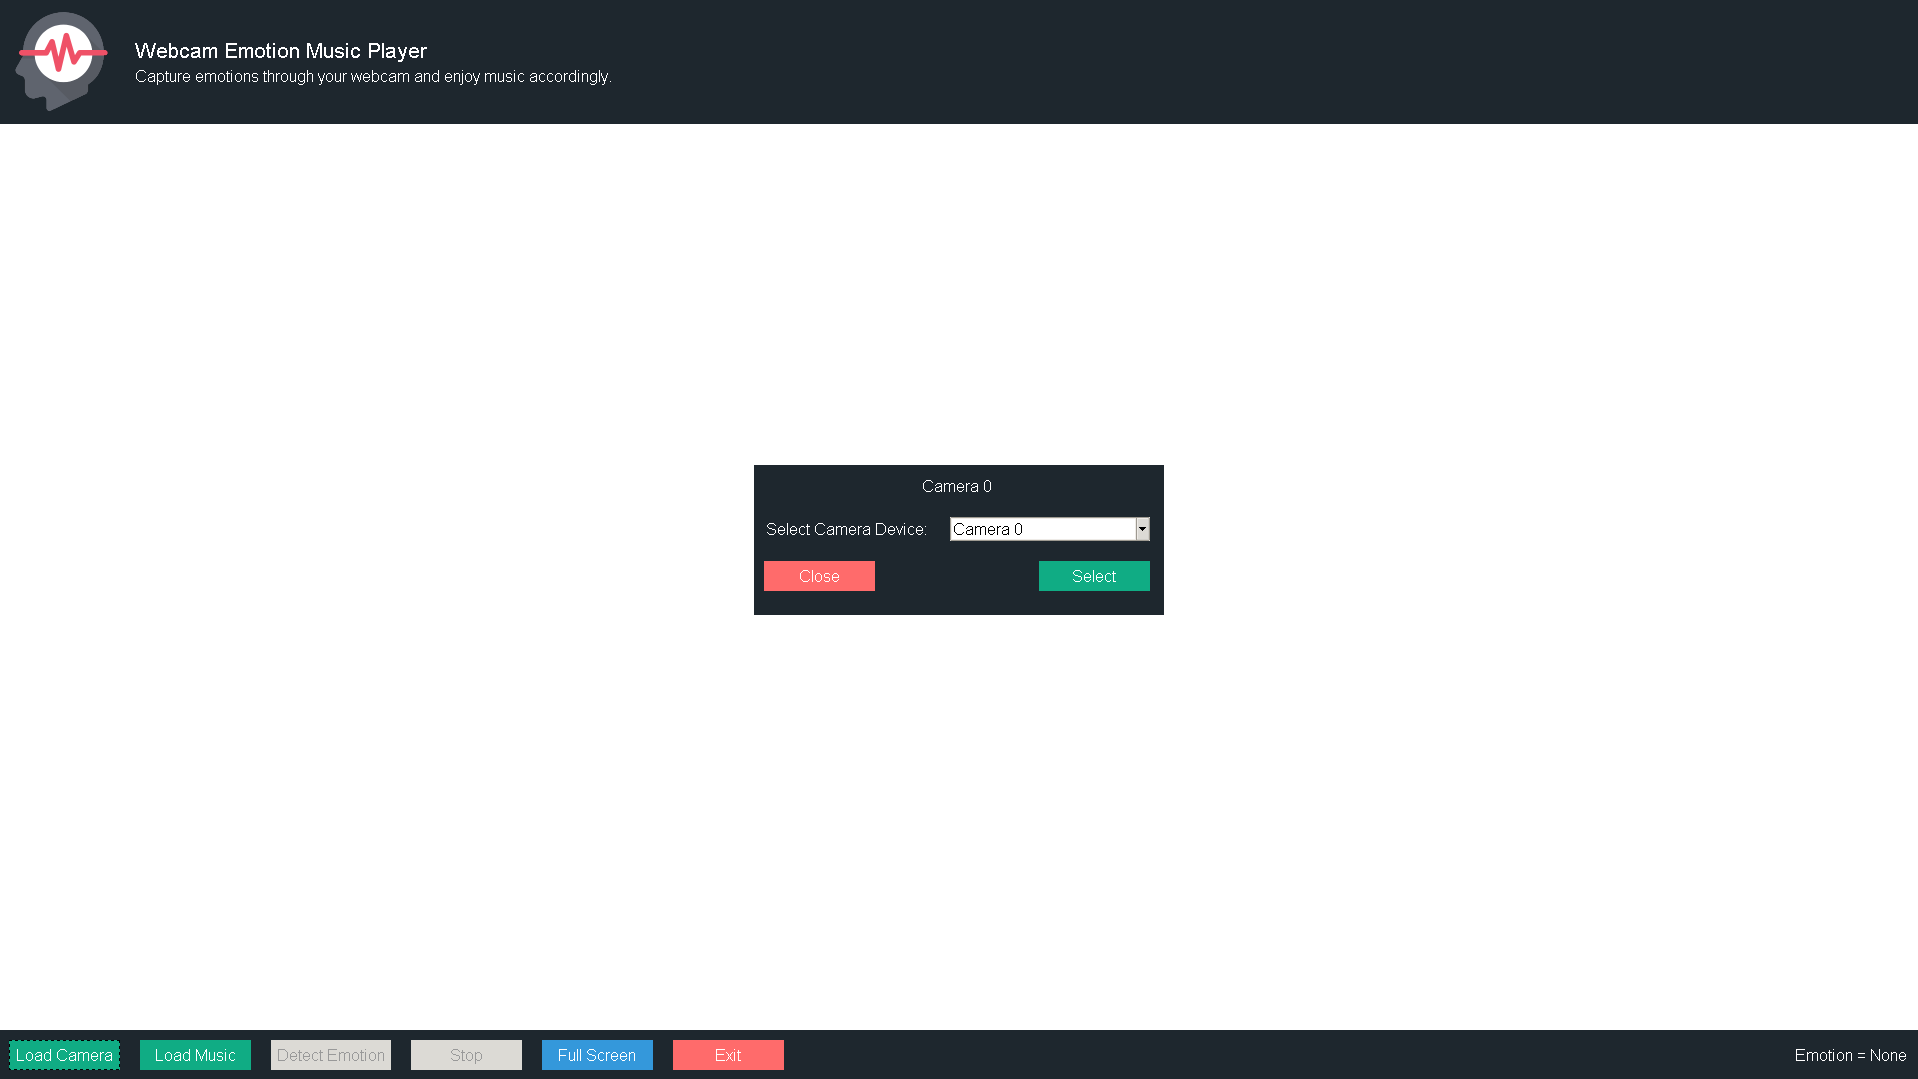 Webcam Emotion Music Player
Capture emotions through your webcam and enjoy music accordingly.
Camera 0
Select Camera Device: Camera 0
Close Select
Load Camera Load Music Detect Emotion Stop Full Screen Exit Emotion = None